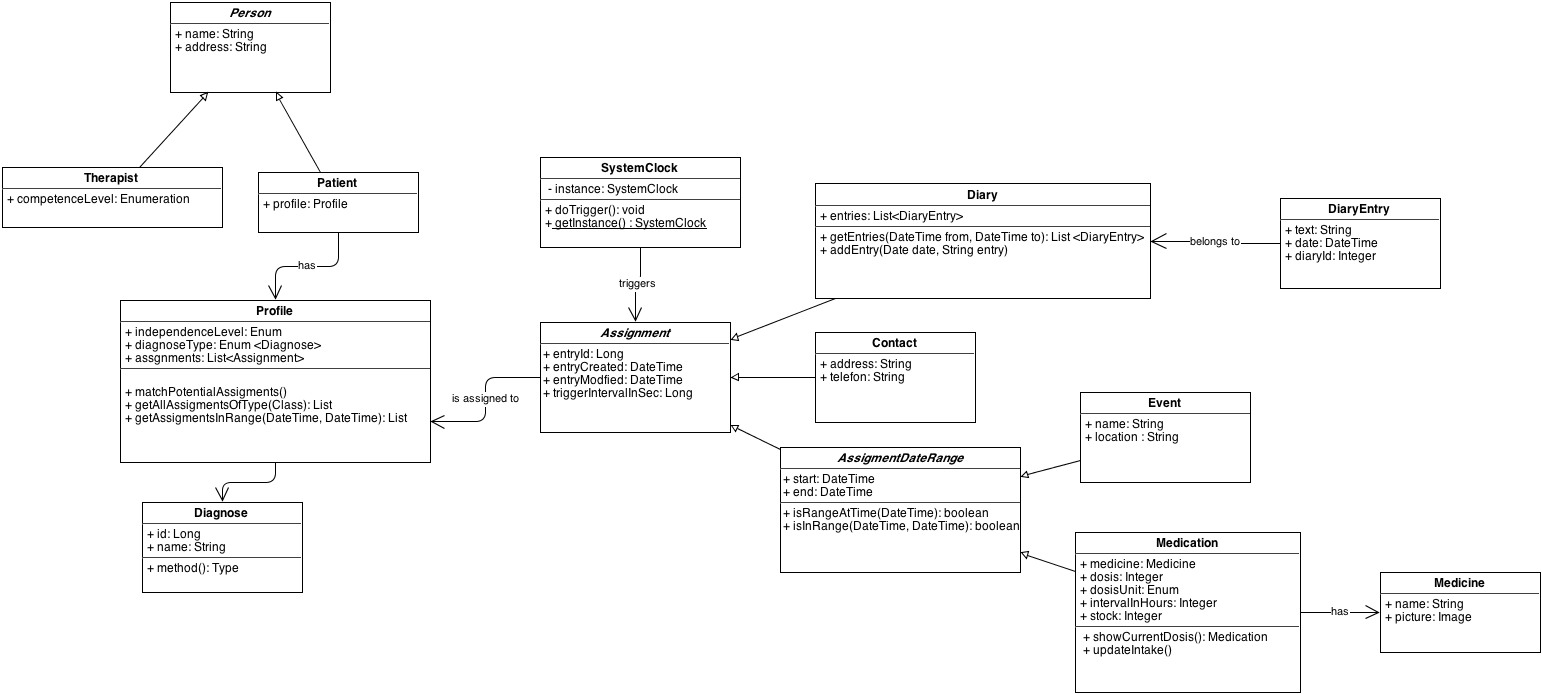 Person
+ name: String
+ address: String
Therapist
+ competenceLevel: Enumeration
Patient
+ profile: Profile
has
Profile
+ independenceLevel: Enum
+ diagnoseType: Enum <Diagnose>
+ assgnments: List<Assignment>
+ matchPotentialAssigments()
+ getAllAssigmentsOfType(Class): List
+ getAssigmentsInRange(DateTime, DateTime): List
Diagnose
+ id: Long
+ name: String
+ method(): Type
SystemClock
- instance: SystemClock
+ doTrigger(): void
+ getInstance() : SystemClock
triggers
Assignment
+ entryId: Long
+ entryCreated: DateTime
+ entryModfied: DateTime
+ triggerIntervalInSec: Long
is assigned to
Diary
+ entries: List<DiaryEntry>
+ getEntries(DateTime from, DateTime to): List <DiaryEntry>
+ addEntry(Date date, String entry)
belongs to
DiaryEntry
+ text: String
+ date: DateTime
+ diaryId: Integer
Contact
+ address: String
+ telefon: String
AssigmentDateRange
+ start: DateTime
+ end: DateTime
+ isRangeAtTime(DateTime): boolean
+ isInRange(DateTime, DateTime): boolean
Event
+ name: String
+ location : String
Medication
+ medicine: Medicine
+ dosis: Integer
+ dosisUnit: Enum
+ intervalInHours: Integer
+ stock: Integer
+ showCurrentDosis(): Medication
+ updateIntake()
has
Medicine
+ name: String
+ picture: Image